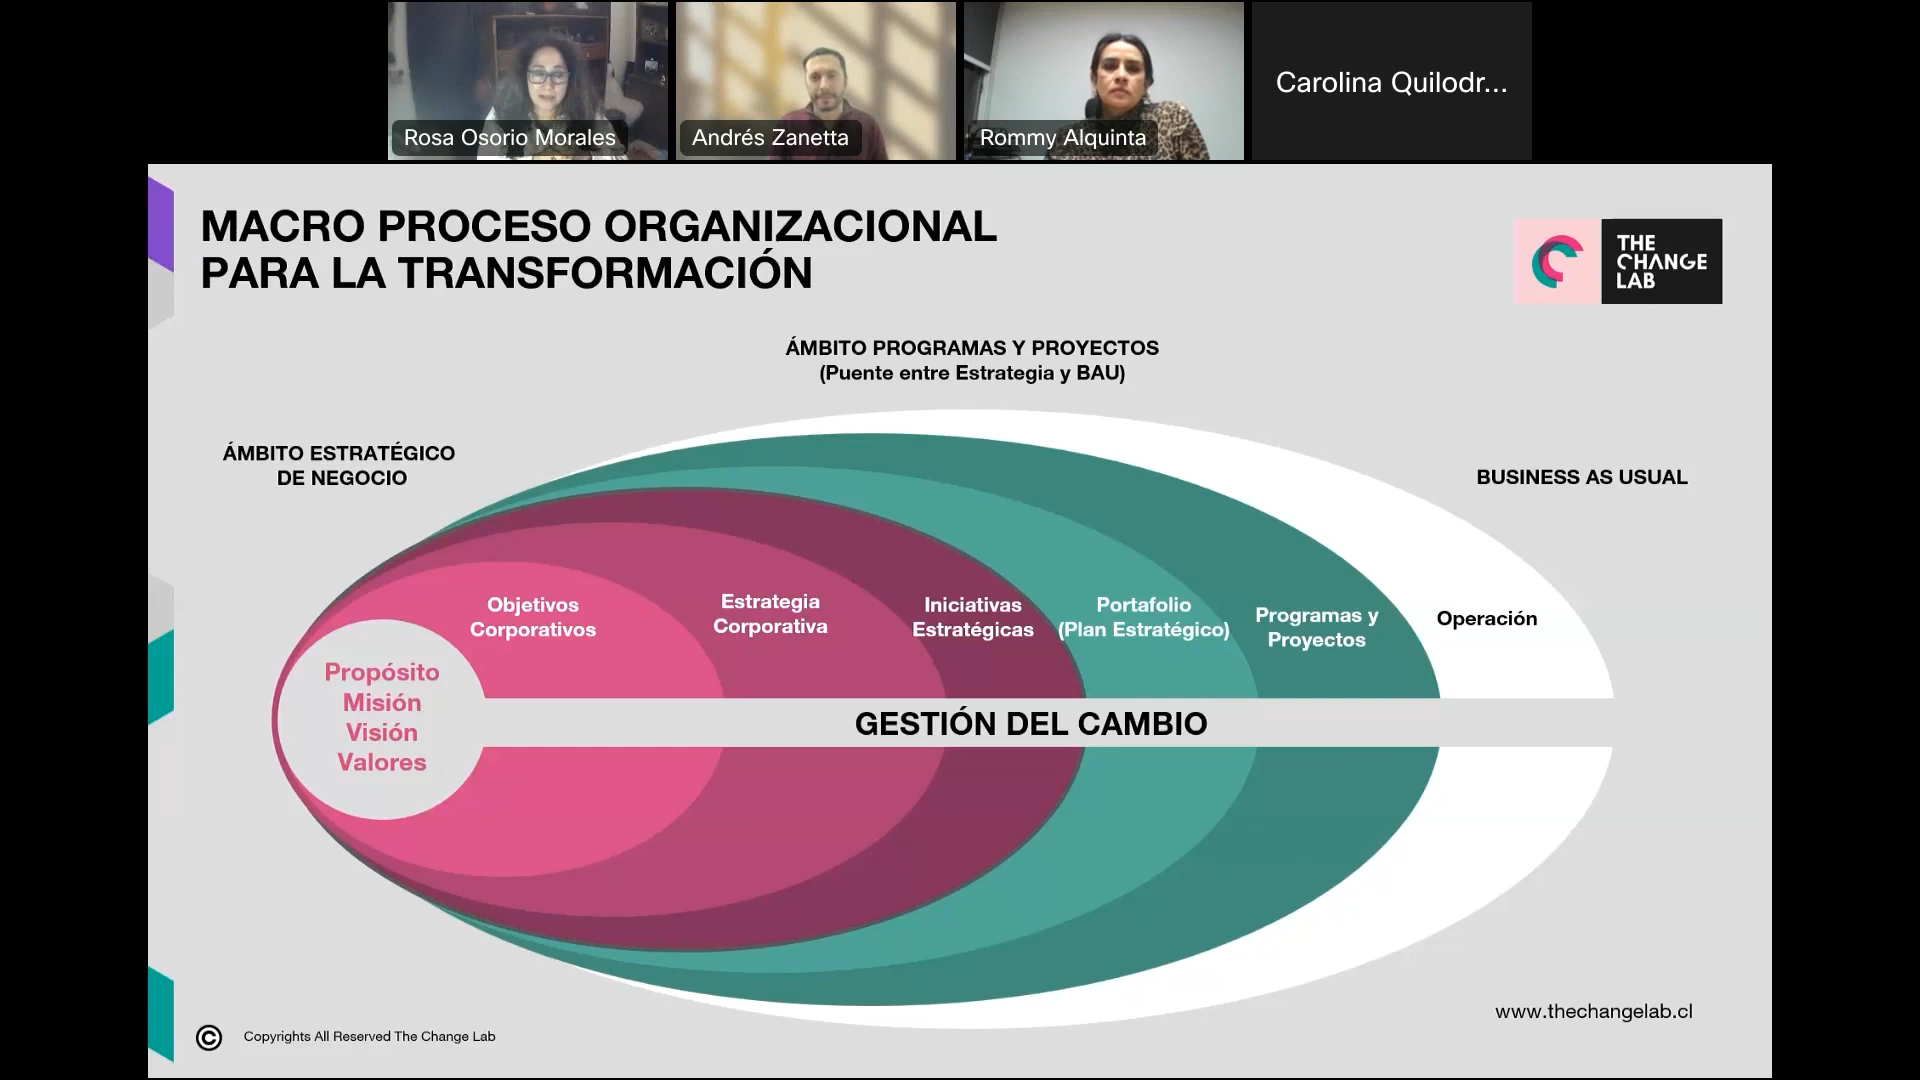 Rosa Osorio Morales
Andrés Zanetta
Rommy Alquinta
Carolina Quilodr...
MACRO PROCESO ORGANIZACIONAL
PARA LA TRANSFORMACIÓN
THE
CHANGE
LAB
ÁMBITO PROGRAMAS Y PROYECTOS
(Puente entre Estrategia y BAU)
ÁMBITO ESTRATÉGICO
DE NEGOCIO
BUSINESS AS USUAL
Objetivos
Corporativos
Estrategia
Corporativa
Iniciativas
Estratégicas
Portafolio
(Plan Estratégico)
Programas y
Proyectos
Operación
Propósito
Misión
Visión
Valores
GESTIÓN DEL CAMBIO
www.thechangelab.cl
© Copyrights All Reserved The Change Lab